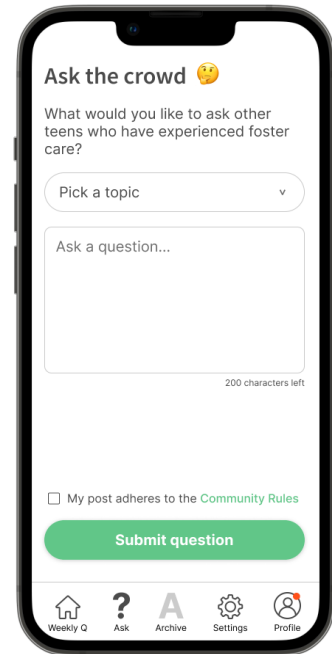 Ask the crowd 🤔
What would you like to ask other
teens who have experienced foster
care?
Pick a topic v
Ask a question...
200 characters left
My post adheres to the Community Rules
Submit question
? A
Weekly Q Ask Archive Settings Profile